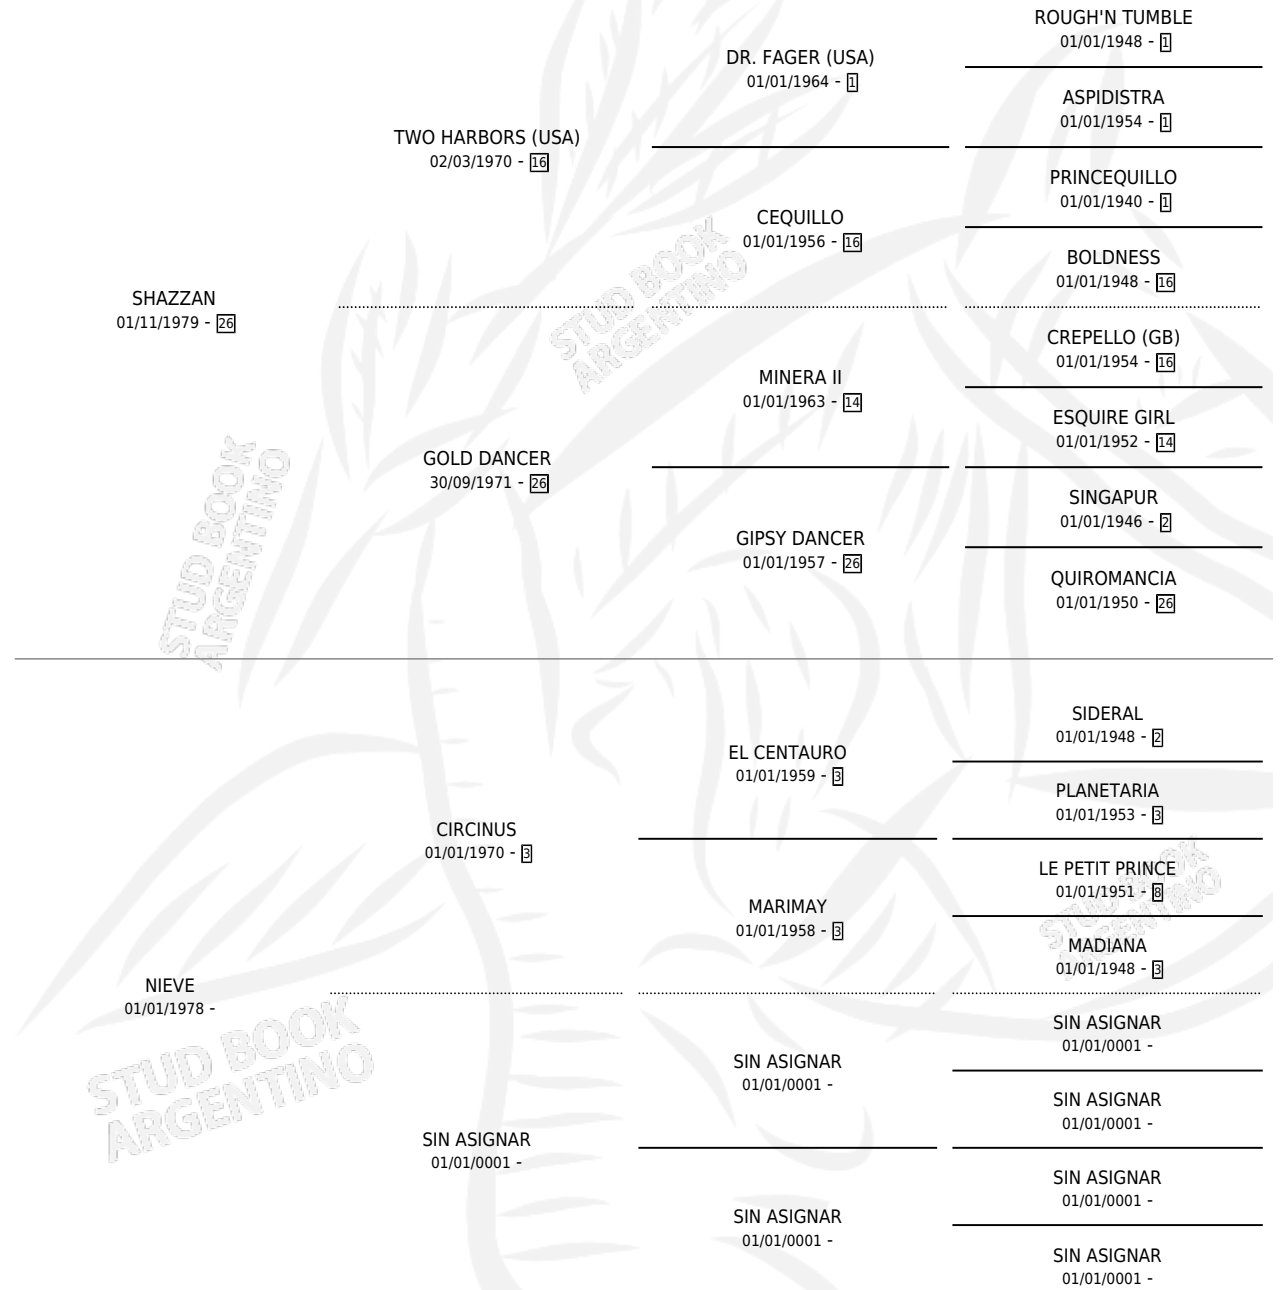 ROUGH'N TUMBLE
01/01/1948 - 1
DR. FAGER (USA)
01/01/1964 - 1
ASPIDISTRA
01/01/1954 - 1
TWO HARBORS (USA)
02/03/1970 - 16
PRINCEQUILLO
01/01/1940 - 1
CEQUILLO
01/01/1956 - 16
BOLDNESS
01/01/1948 - 16
SHAZZAN
01/11/1979 - 26
STUD BOOK
ARGENTINO
CREPELLO (GB)
01/01/1954 - 16
MINERA II
01/01/1963 - 14
ESQUIRE GIRL
01/01/1952 - 14
GOLD DANCER
30/09/1971 - 26
SINGAPUR
01/01/1946 - 2
GIPSY DANCER
01/01/1957 - 26
QUIROMANCIA
01/01/1950 - 26
STUD BOOK
ARGENTINO
SIDERAL
01/01/1948 - 2
EL CENTAURO
01/01/1959 - 3
PLANETARIA
01/01/1953 - 3
CIRCINUS
01/01/1970 - 3
LE PETIT PRINCE
01/01/1951 - 8
MARIMAY
01/01/1958 - 3
MADIANA
01/01/1948 - 3
STUD BOOK
ARGENTINO
NIEVE
01/01/1978 -
SIN ASIGNAR
01/01/0001 -
SIN ASIGNAR
01/01/0001 -
SIN ASIGNAR
01/01/0001 -
STUD BOOK
ARGENTINO
SIN ASIGNAR
01/01/0001 -
SIN ASIGNAR
01/01/0001 -
SIN ASIGNAR
01/01/0001 -
SIN ASIGNAR
01/01/0001 -